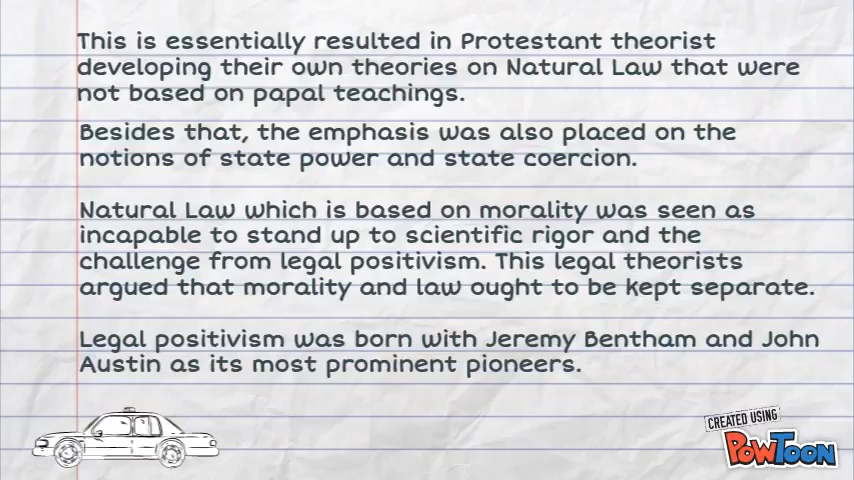 This is essentially resulted in Protestant theorist
developing their own theories on Natural Law that were
not based on papal teachings.
Besides that, the emphasis was also placed on the
notions of state power and state coercion.
Natural Law which is based on morality was seen as
incapable to stand up to scientific rigor and the
challenge from legal positivism. This legal theorists
argued that morality and law ought to be kept separate.
Legal positivism was born with Jeremy Bentham and John
Austin as its most prominent pioneers.
CREATED USING
POWTOON